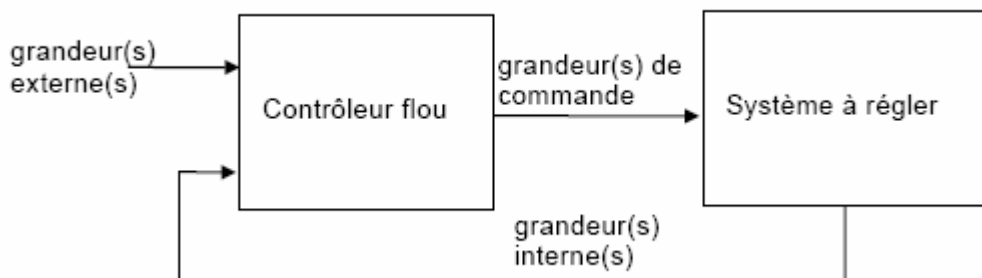 grandeur(s)
externe(s)
Contrôleur flou
grandeur(s) de
commande
Système à régler
grandeur(s)
interne(s)